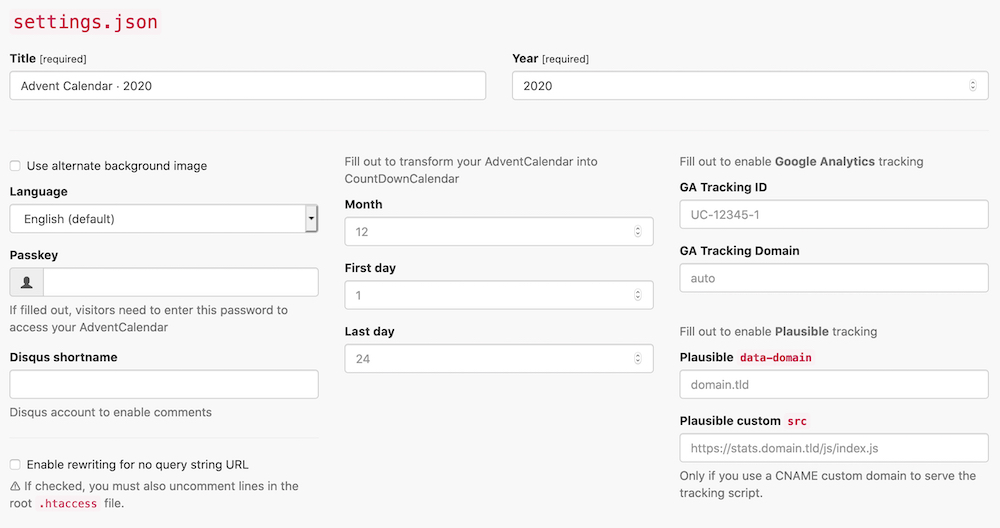 settings.json
Title [required]
Advent Calendar · 2020
Year [required]
2020
Use alternate background image
Language
English (default)
Passkey
If filled out, visitors need to enter this password to
access your AdventCalendar
Disqus shortname
Disqus account to enable comments
Enable rewriting for no query string URL
⚠ If checked, you must also uncomment lines in the
root .htaccess file.
Fill out to transform your AdventCalendar into
CountDownCalendar
Month
12
First day
1
Last day
24
Fill out to enable Google Analytics tracking
GA Tracking ID
UC-12345-1
GA Tracking Domain
auto
Fill out to enable Plausible tracking
Plausible data-domain
domain.tld
Plausible custom src
https://stats.domain.tld/js/index.js
Only if you use a CNAME custom domain to serve the
tracking script.